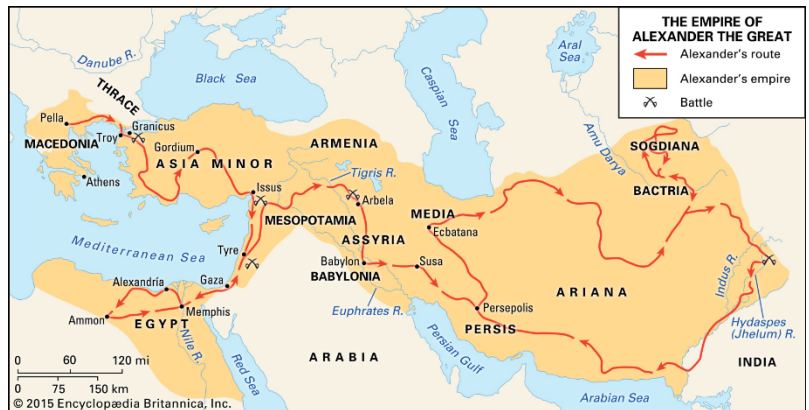 THE EMPIRE OF
ALEXANDER THE GREAT
Alexander's route
Alexander's empire
Battle
Danube R.
Black Sea
Caspian Sea
Aral
Sea
THRACE
Pella
Granicus
MACEDONIA
Troy
Gordium
ASIA MINOR
Athens
ARMENIA
Tigris R.
Amu Darya
SOGDIANA
BACTRIA
Issus
Arbela
MESOPOTAMIA
MEDIA
Ecbatana
ASSYRIA
Mediterranean Sea
Tyre
Babylon
BABYLONIA
Susa
Gaza
Alexandría
Euphrates R.
Persepolis
ARIANA
Indus R.
Ammon
EGYPT
Memphis
PERSIS
Hydaspes
(Jhelum) R.
Nile R.
Red Sea
ARABIA
Persian Gulf
INDIA
Arabian Sea
0 60 120 mi
0 75 150 km
© 2015 Encyclopædia Britannica, Inc.